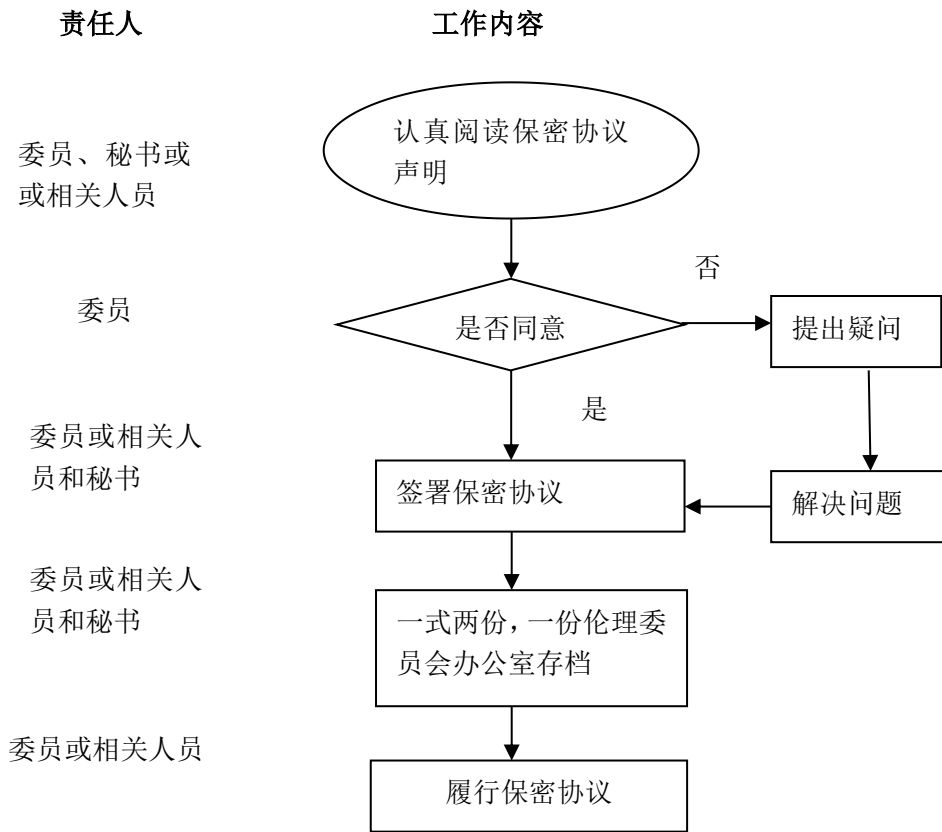 责任人 工作内容
认真阅读保密协议
声明
委员、秘书或
或相关人员
否
委员
是否同意
提出疑问
是
委员或相关人
员和秘书
签署保密协议
解决问题
委员或相关人
员和秘书
一式两份，一份伦理委
员会办公室存档
委员或相关人员
履行保密协议